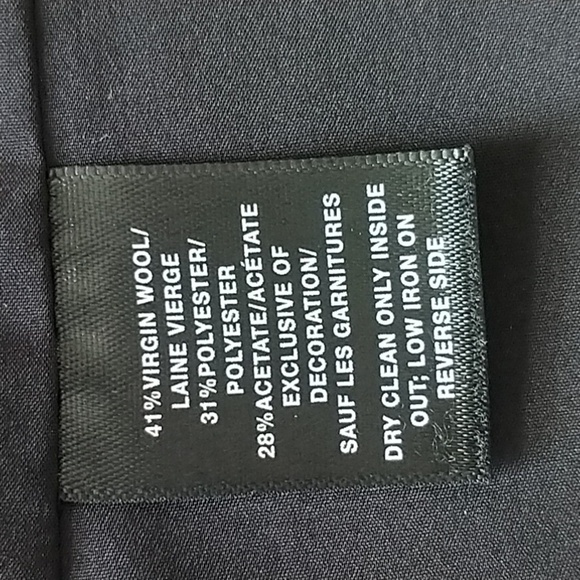 41%VIRGIN WOOL/
LAINE VIERGE
31%POLYESTER/
POLYESTER
28%ACETATE/ACÉTATE
EXCLUSIVE OF
DECORATION/
SAUF LES GARNITURES
DRY CLEAN ONLY INSIDE
OUT; LOW IRON ON
REVERSE SIDE